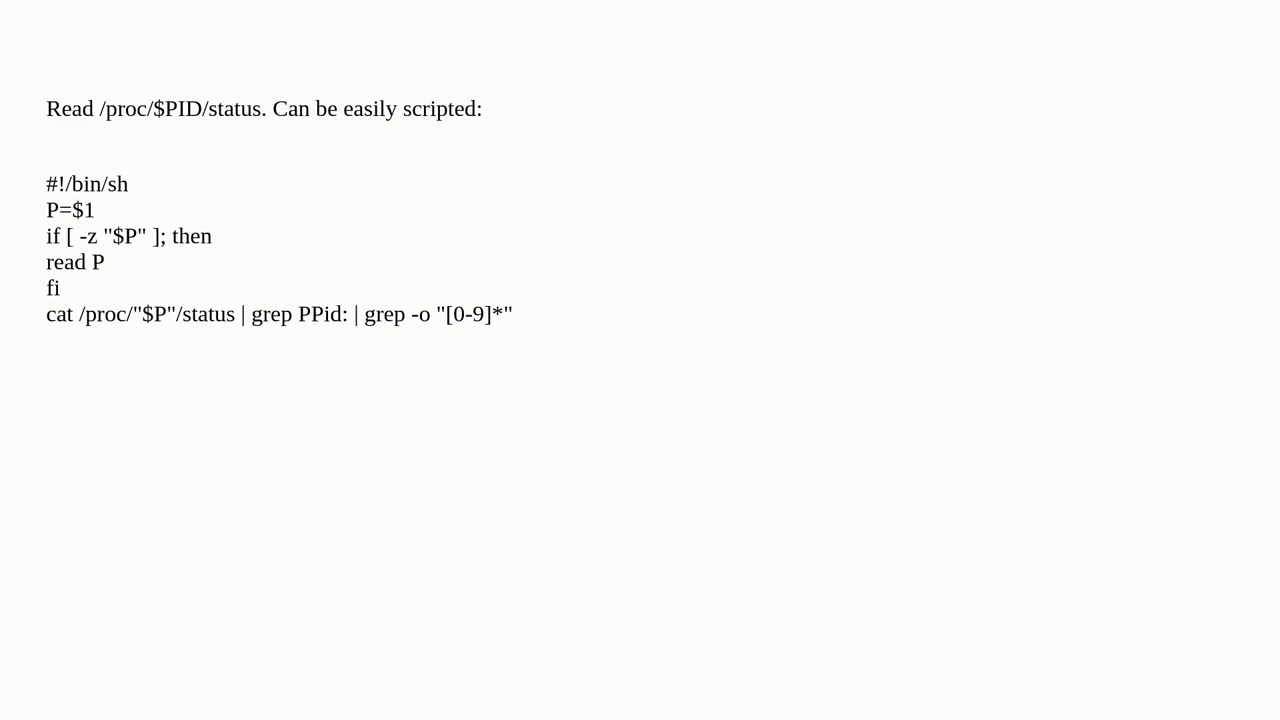 Read /proc/$PID/status. Can be easily scripted:
#!/bin/sh
P=$1
if [ -z "$P" ]; then
read P
fi
cat /proc/"$P"/status | grep PPid: | grep -o "[0-9]*"